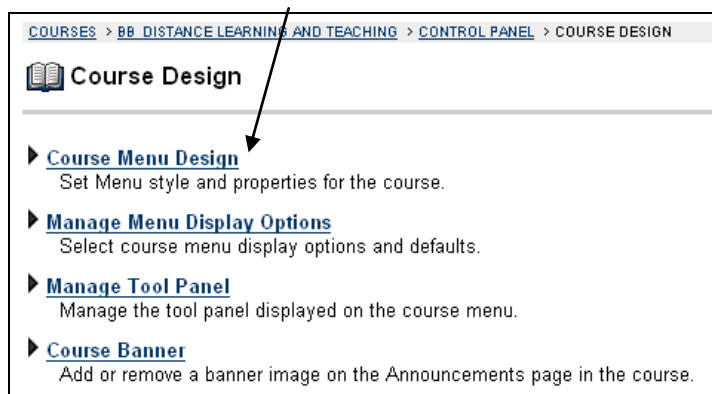 COURSES > BB DISTANCE LEARNING AND TEACHING > CONTROL PANEL > COURSE DESIGN
Course Design
Course Menu Design
Set Menu style and properties for the course.
Manage Menu Display Options
Select course menu display options and defaults.
Manage Tool Panel
Manage the tool panel displayed on the course menu.
Course Banner
Add or remove a banner image on the Announcements page in the course.